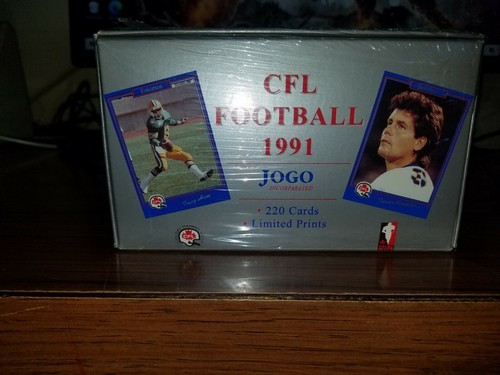 CFL
FOOTBALL
1991
JOGO
INCORPORATED
• 220 Cards
• Limited Prints